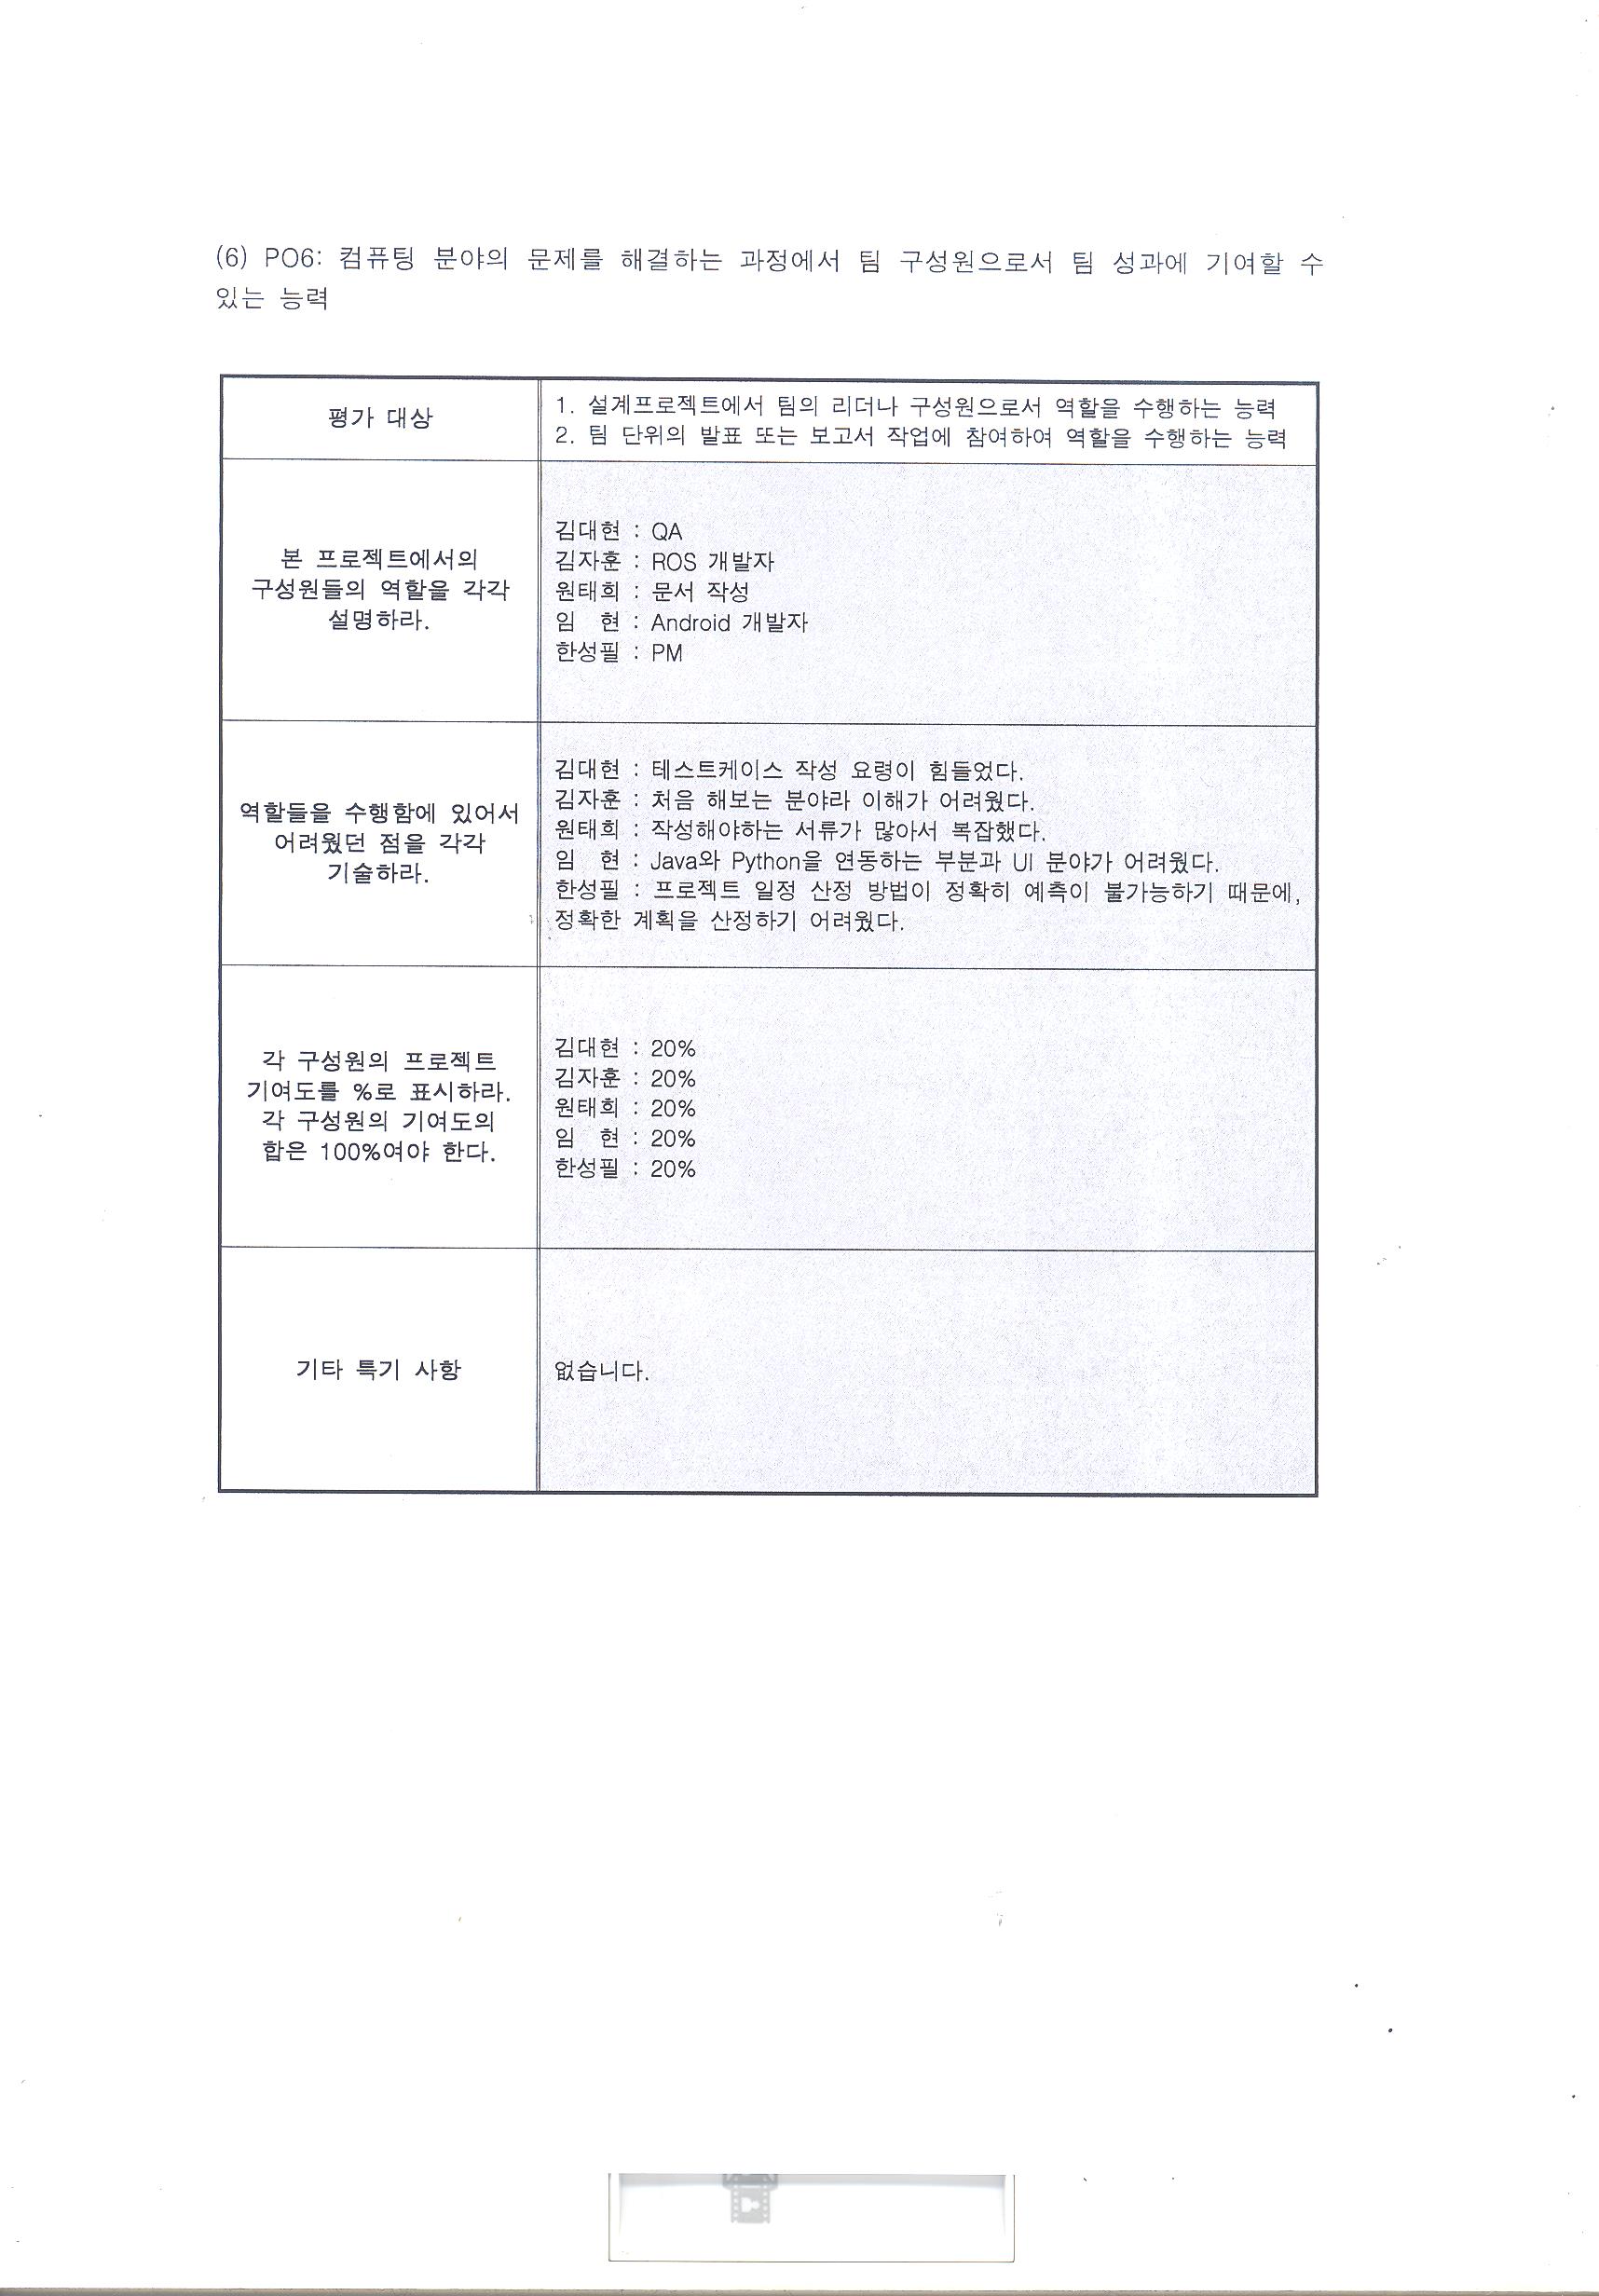 (6) PO6: 컴퓨팅 분야의 문제를 해결하는 과정에서 팀 구성원으로서 팀 성과에 기여할 수
있는 능력
평가 대상
1. 설계프로젝트에서 팀의 리더나 구성원으로서 역할을 수행하는 능력
2. 팀 단위의 발표 또는 보고서 작업에 참여하여 역할을 수행하는 능력
본 프로젝트에서의
구성원들의 역할을 각각
설명하라.
김대현 : QA
김자훈 : ROS 개발자
원태희 : 문서 작성
임 현 : Android 개발자
한성필 : PM
역할들을 수행함에 있어서
어려웠던 점을 각각
기술하라.
김대현 : 테스트케이스 작성 요령이 힘들었다.
김자훈 : 처음 해보는 분야라 이해가 어려웠다.
원태희 : 작성해야하는 서류가 많아서 복잡했다.
임 현 : Java와 Python을 연동하는 부분과 UI 분야가 어려웠다.
한성필 : 프로젝트 일정 산정 방법이 정확히 예측이 불가능하기 때문에,
정확한 계획을 산정하기 어려웠다.
각 구성원의 프로젝트
기여도를 %로 표시하라.
각 구성원의 기여도의
합은 100%여야 한다.
김대현 : 20%
김자훈 : 20%
원태희 : 20%
임 현 : 20%
한성필 : 20%
기타 특기 사항
없습니다.